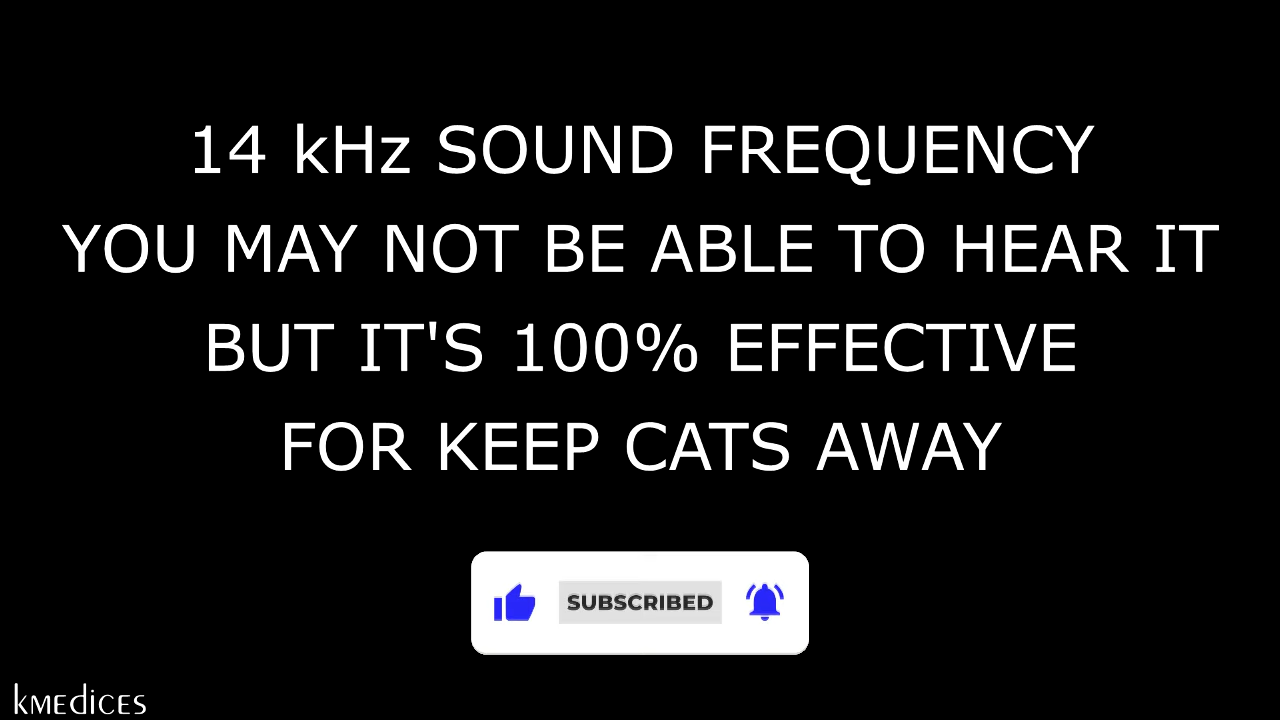 14 kHz SOUND FREQUENCY
YOU MAY NOT BE ABLE TO HEAR IT
BUT IT'S 100% EFFECTIVE
FOR KEEP CATS AWAY
SUBSCRIBED
kMEdiCES